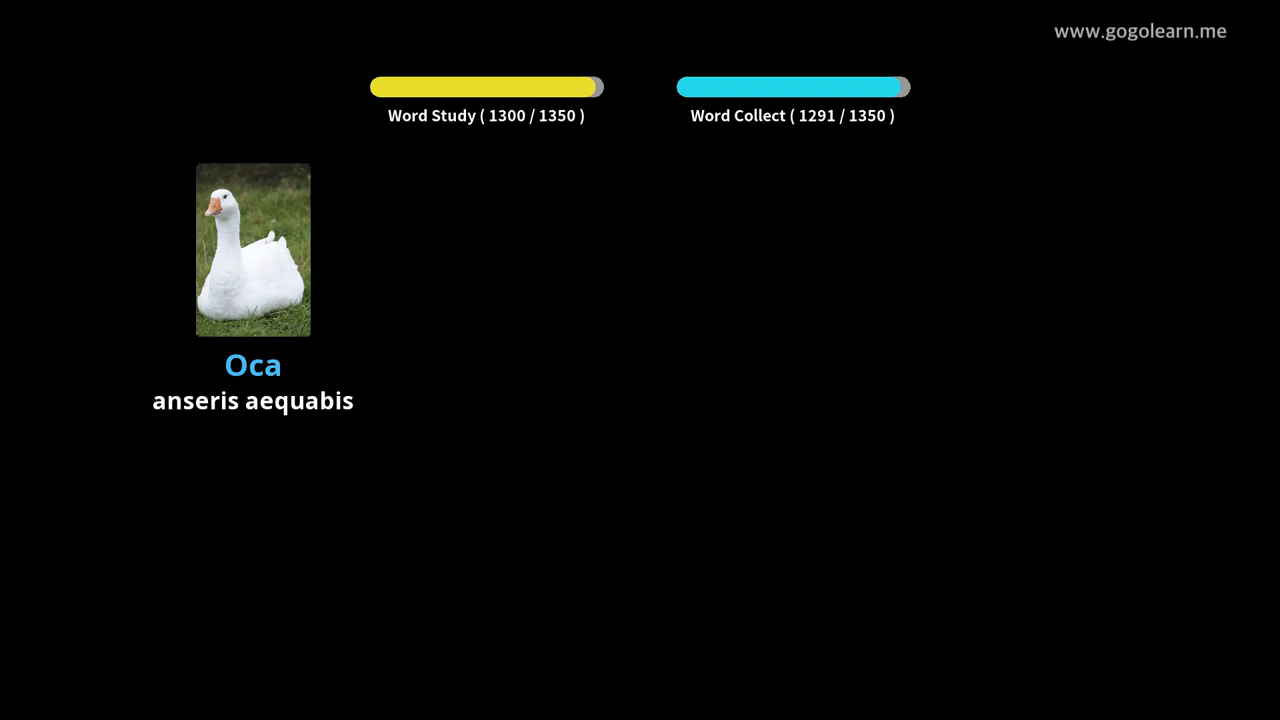 www.gogolearn.me
Word Study ( 1300 / 1350 )
Word Collect ( 1291 / 1350 )
Oca
anseris aequabis